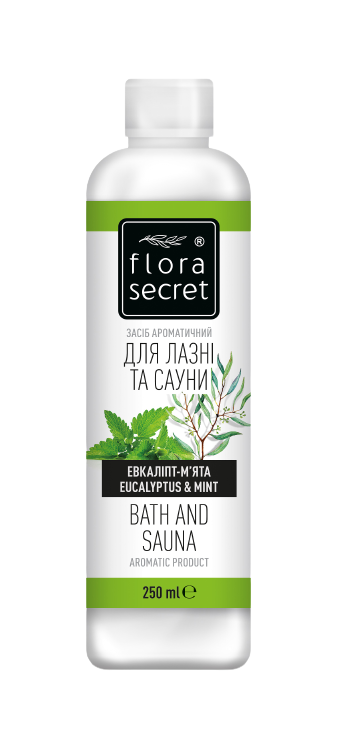 ®
flora
secret
ЗАСІБ АРОМАТИЧНИЙ
ДЛЯ ЛАЗНІ
ТА САУНИ
ЕВКАЛІПТ-М'ЯТА
EUCALYPTUS & MINT
BATH AND
SAUNA
AROMATIC PRODUCT
250 ml ℮